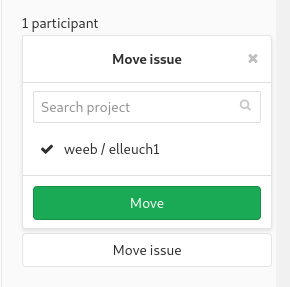 1 participant
Move issue
Search project
weeb / elleuch1
Move
Move issue